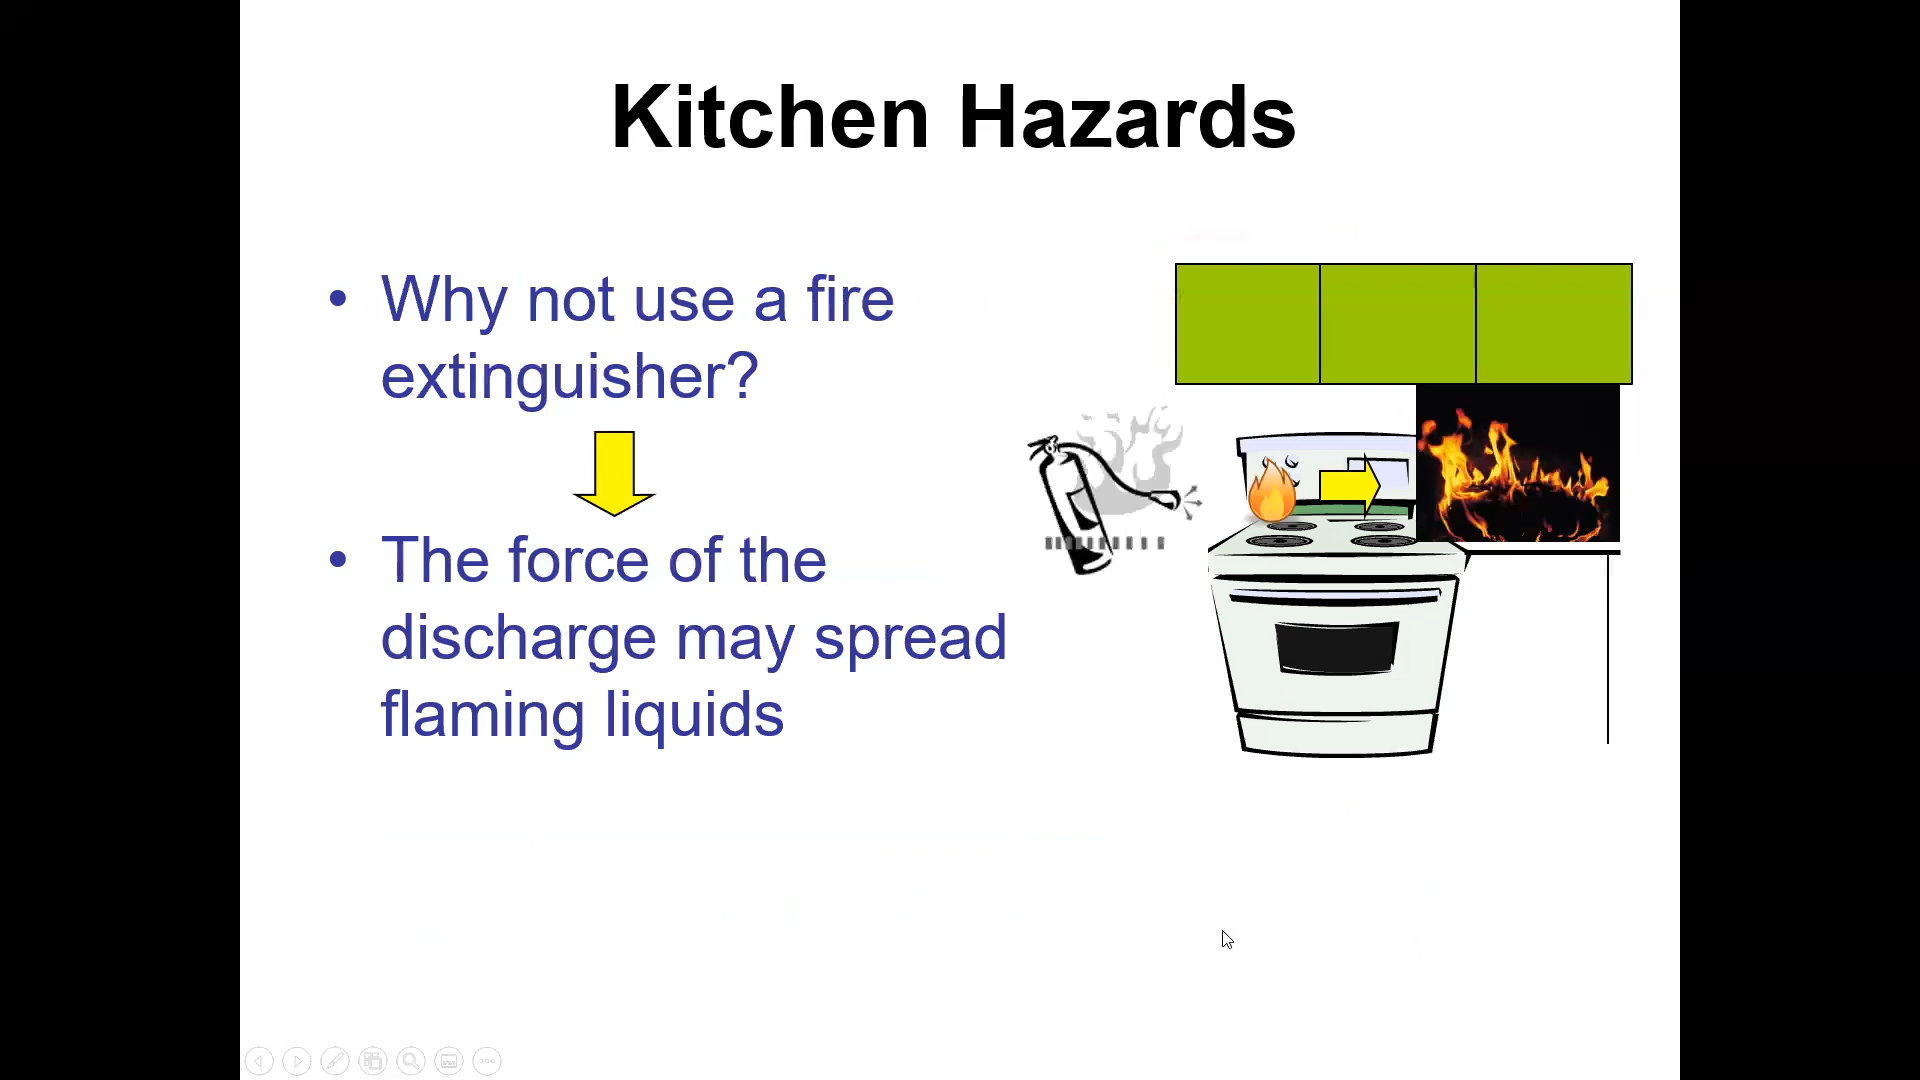 Kitchen Hazards
• Why not use a fire
extinguisher?
• The force of the
discharge may spread
flaming liquids